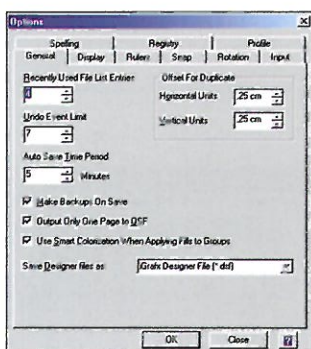 Options
Spelling Registry Profile
General Display Rulers Snap Rotation Input
Recently Used File List Entries
4
Offset For Duplicate
Horizontal Units .25 cm
Vertical Units .25 cm
Undo Event Limit
7
Auto Save Time Period
5 Minutes
Make Backups On Save
Output Only One Page to DSF
Use Smart Colorization When Applying Fills to Groups
Save Designer files as iGrafx Designer File (*.dsf)
OK Close ?